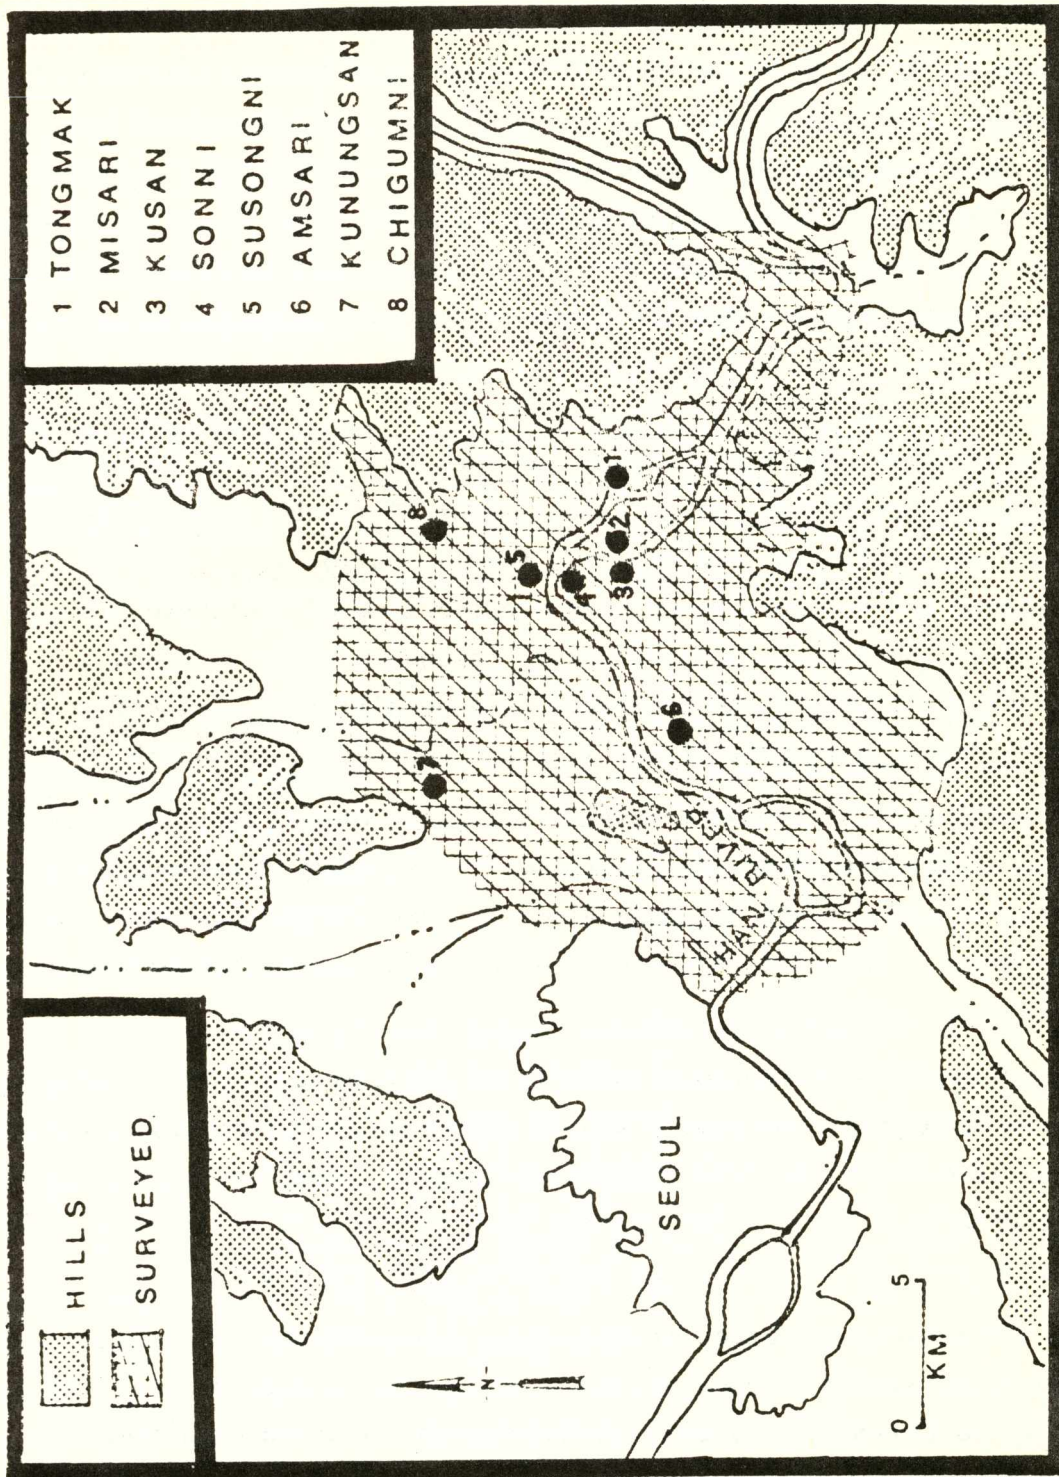 HILLS
SURVEYED
1 TONGMAK
2 MISARI
3 KUSAN
4 SONNI
5 SUSONGNI
6 AMSARI
7 KUNUNGSAN
8 CHIGUMNI
7
8
1 5
4
3
2
1
6
HAN RIVER
SEOUL
N
0 5
KM